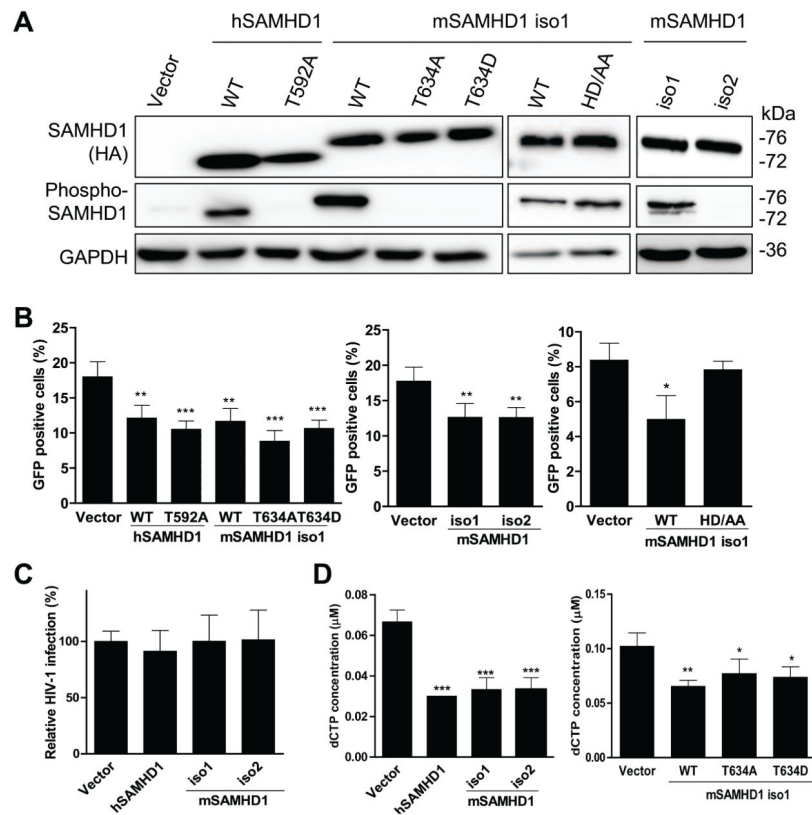 A
hSAMHD1 mSAMHD1 iso1 mSAMHD1
Vector WT T592A WT T634A T634D WT HD/AA iso1 iso2
kDa
SAMHD1
(HA)
-76
-72
Phospho-
SAMHD1
-76
-72
GAPDH
-36
B
GFP positive cells (%)
25
20
15
10
5
0
** *** ** *** ***
Vector WT T592A WT T634A T634D
hSAMHD1 mSAMHD1 iso1
GFP positive cells (%)
25
20
15
10
5
0
** **
Vector iso1 iso2
mSAMHD1
GFP positive cells (%)
8
6
4
2
0
*
Vector WT HD/AA
mSAMHD1 iso1
C
Relative HIV-1 infection (%)
100
50
0
Vector hSAMHD1 iso1 iso2
mSAMHD1
D
dCTP concentration (µM)
0.08
0.06
0.04
0.02
0.00
*** *** ***
Vector hSAMHD1 iso1 iso2
mSAMHD1
dCTP concentration (µM)
0.15
0.10
0.05
0.00
** * *
Vector WT T634A T634D
mSAMHD1 iso1